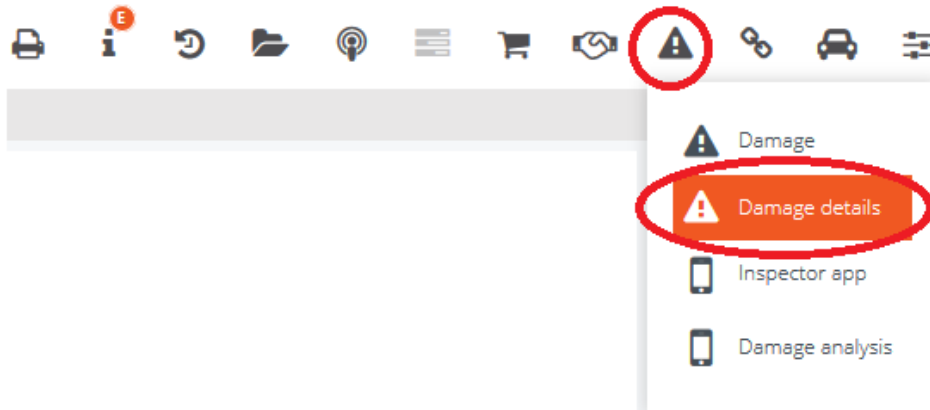 E
Damage
Damage details
Inspector app
Damage analysis